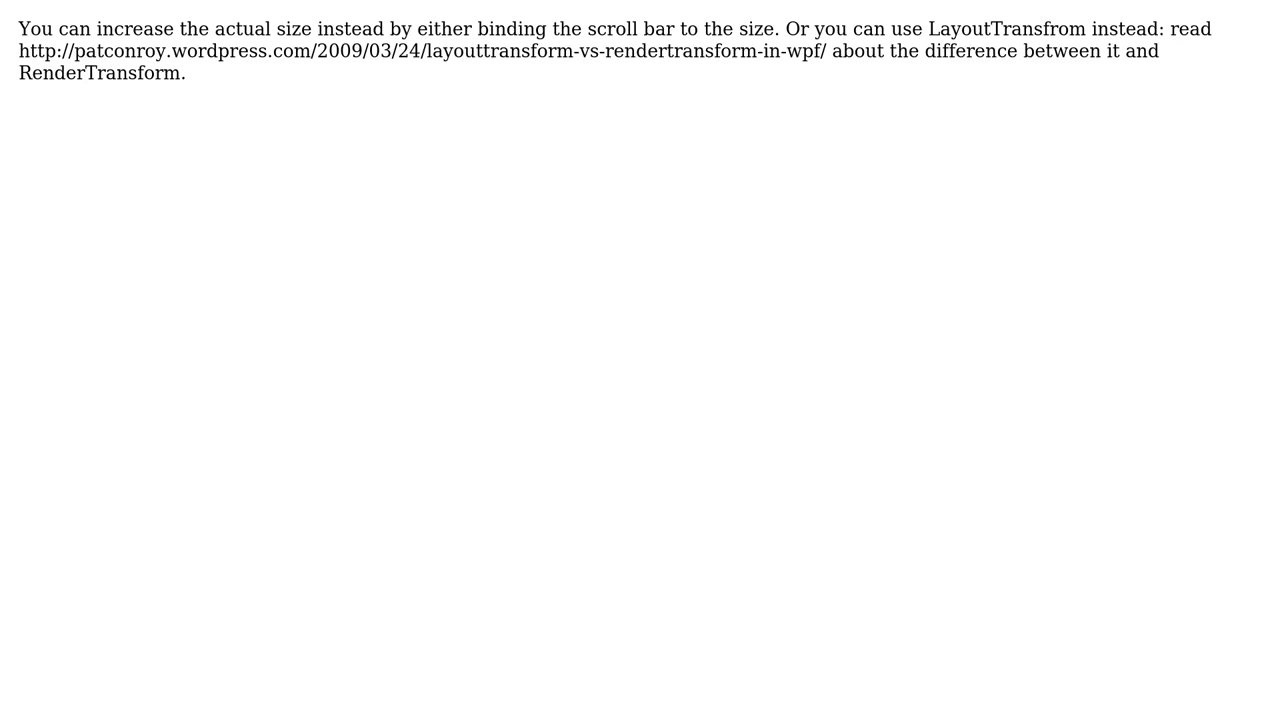 You can increase the actual size instead by either binding the scroll bar to the size. Or you can use LayoutTransfrom instead: read
http://patconroy.wordpress.com/2009/03/24/layouttransform-vs-rendertransform-in-wpf/ about the difference between it and
RenderTransform.